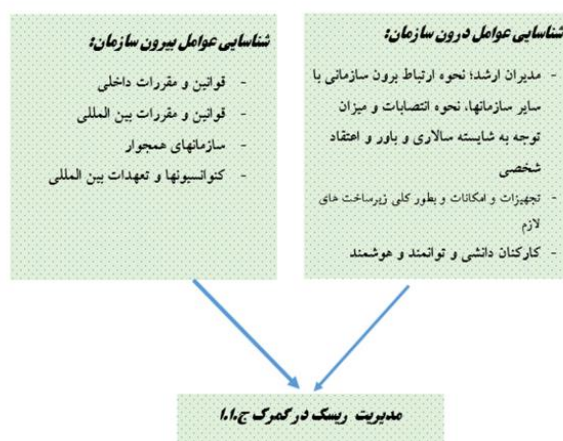 شناسایی عوامل درون سازمان:
- مدیران ارشد؛ نحوه ارتباط برون سازمانی با
سایر سازمانها، نحوه انتصابات و میزان
توجه به شایسته سالاری و باور و اعتقاد
شخصی
- تجهیزات و امکانات و بطور کلی زیرساخت های
لازم
- کارکنان دانشی و توانمند و هوشمند
شناسایی عوامل بیرون سازمان:
- قوانین و مقررات داخلی
- قوانین و مقررات بین المللی
- سازمانهای همجوار
- کنوانسیونها و تعهدات بین المللی
مدیریت ریسک در گمرک ج.ا.ا